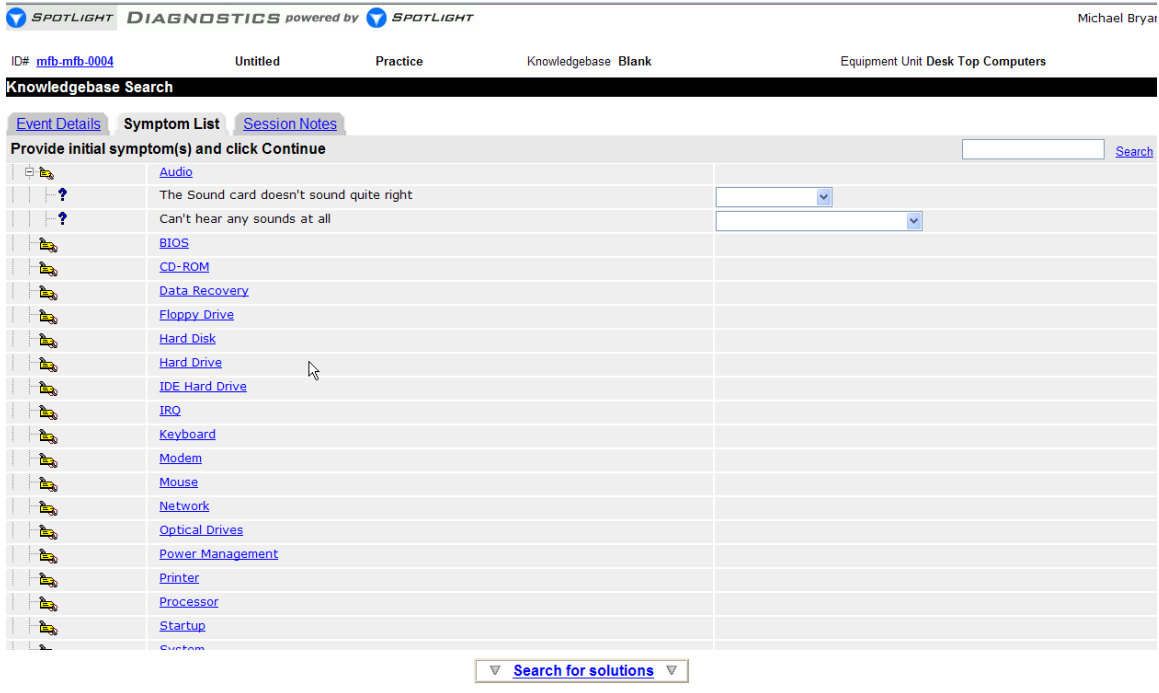 SPOTLIGHT DIAGNOSTICS powered by SPOTLIGHT Michael Bryar
ID# mfb-mfb-0004 Untitled Practice Knowledgebase Blank Equipment Unit Desk Top Computers
Knowledgebase Search
Event Details Symptom List Session Notes
Provide initial symptom(s) and click Continue Search
Audio
? The Sound card doesn't sound quite right
? Can't hear any sounds at all
BIOS
CD-ROM
Data Recovery
Floppy Drive
Hard Disk
Hard Drive
IDE Hard Drive
IRQ
Keyboard
Modem
Mouse
Network
Optical Drives
Power Management
Printer
Processor
Startup
System
Search for solutions